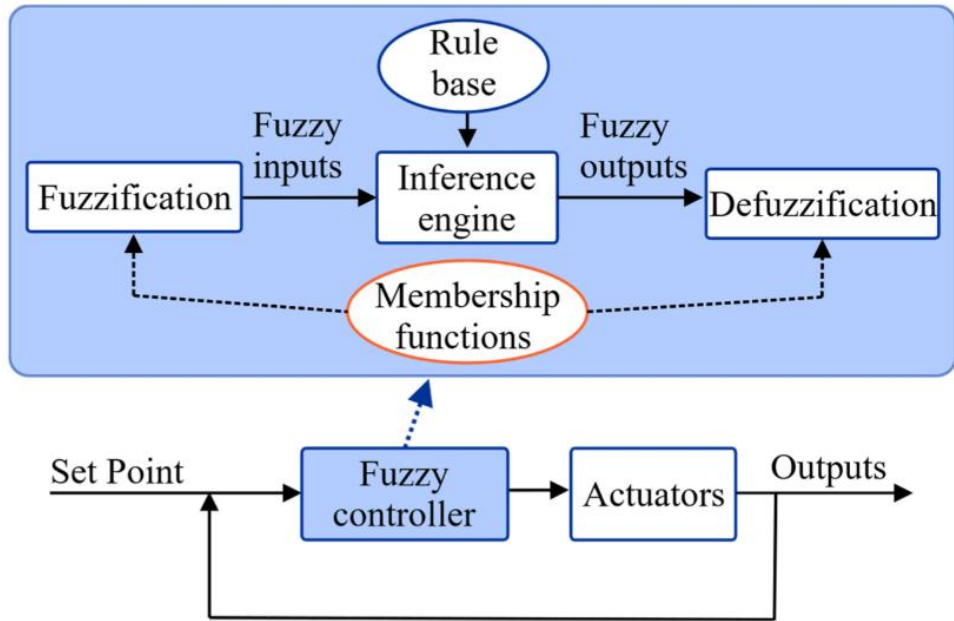 Rule
base
Fuzzy
inputs
Fuzzy
outputs
Fuzzification
Inference
engine
Defuzzification
Membership
functions
Set Point
Fuzzy
controller
Actuators
Outputs